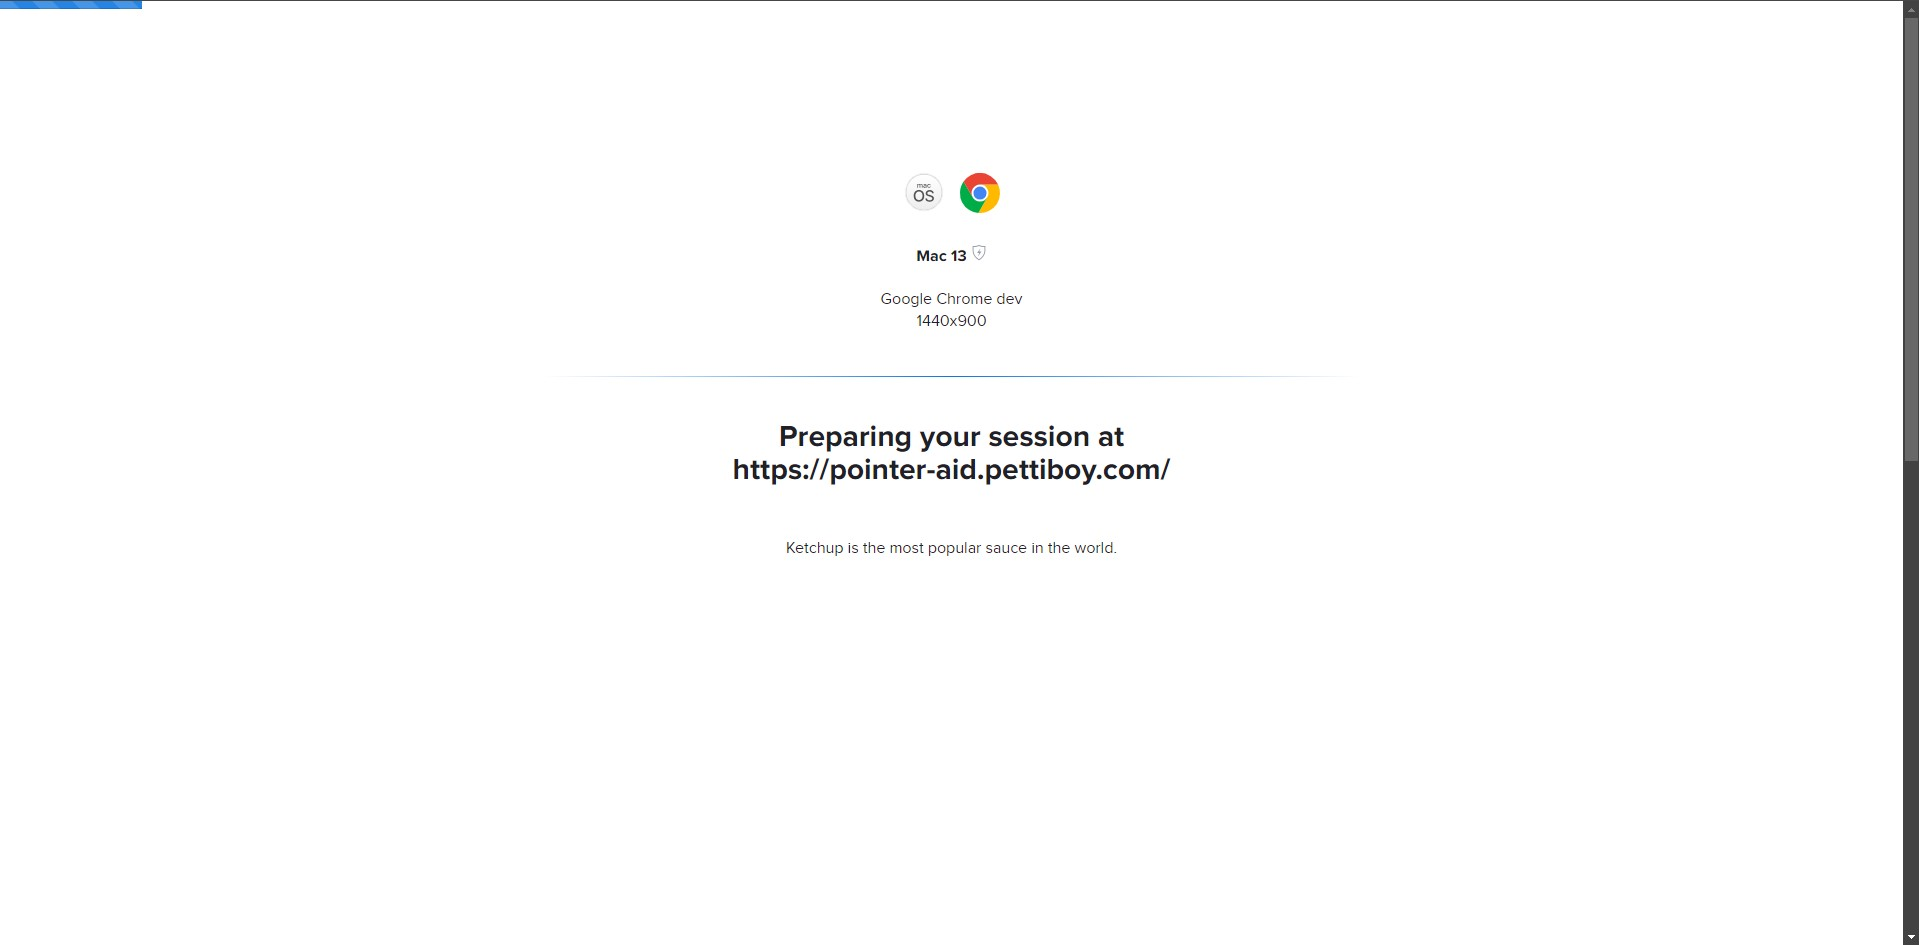 mac
OS
Mac 13
Google Chrome dev
1440x900
Preparing your session at
https://pointer-aid.pettiboy.com/
Ketchup is the most popular sauce in the world.